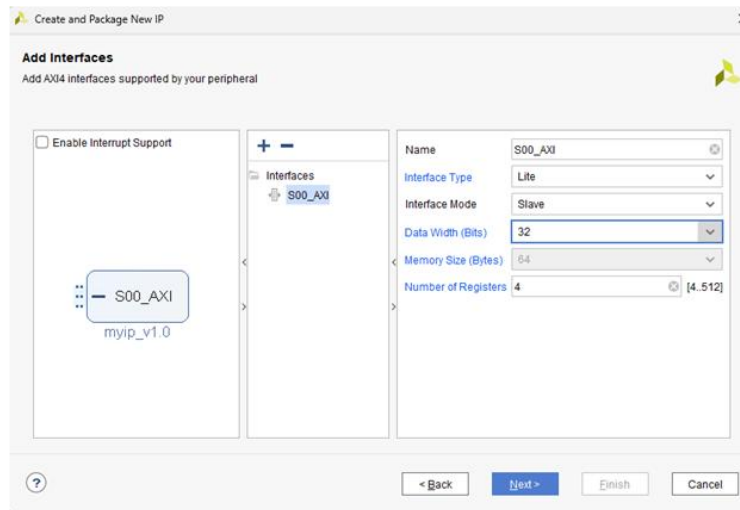 Create and Package New IP
Add Interfaces
Add AXI4 interfaces supported by your peripheral
Enable Interrupt Support
S00_AXI
myip_v1.0
Interfaces
S00_AXI
Name S00_AXI
Interface Type Lite
Interface Mode Slave
Data Width (Bits) 32
Memory Size (Bytes) 64
Number of Registers 4 [4..512]
? < Back Next > Finish Cancel